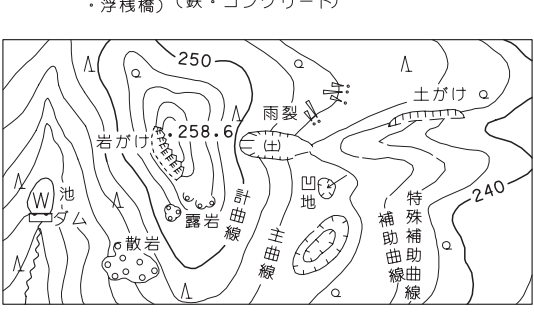 ・浮桟橋)(鉄・コンクリート)
250
雨裂
土がけ
258.6
岩がけ
(土)
凹地
240
W
池
ダム
露岩
計曲線
散岩
主曲線
補助曲線
特殊補助曲線